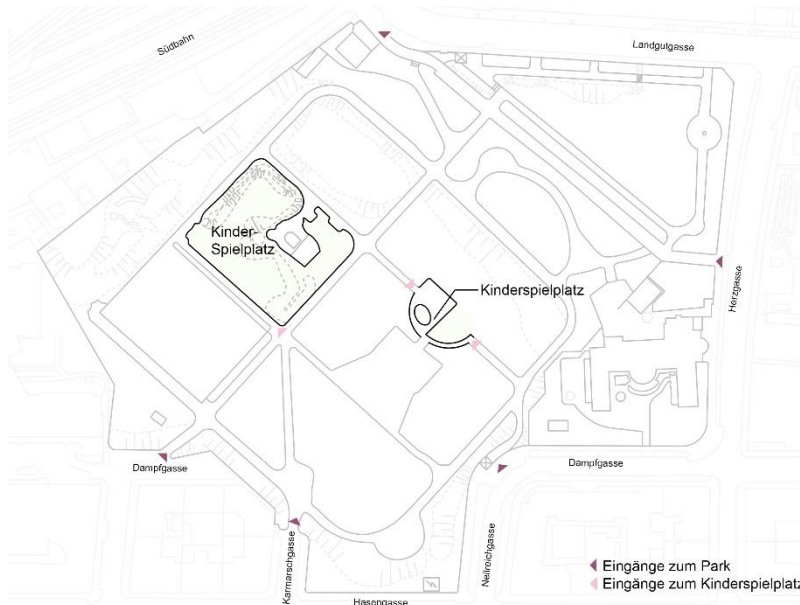 Südbahn
Landgutgasse
Kinder-
Spielplatz
Kinderspielplatz
Herzgasse
Dampfgasse
Dampfgasse
Karmarschgasse
Neilreichgasse
Hasengasse
Eingänge zum Park
Eingänge zum Kinderspielplatz